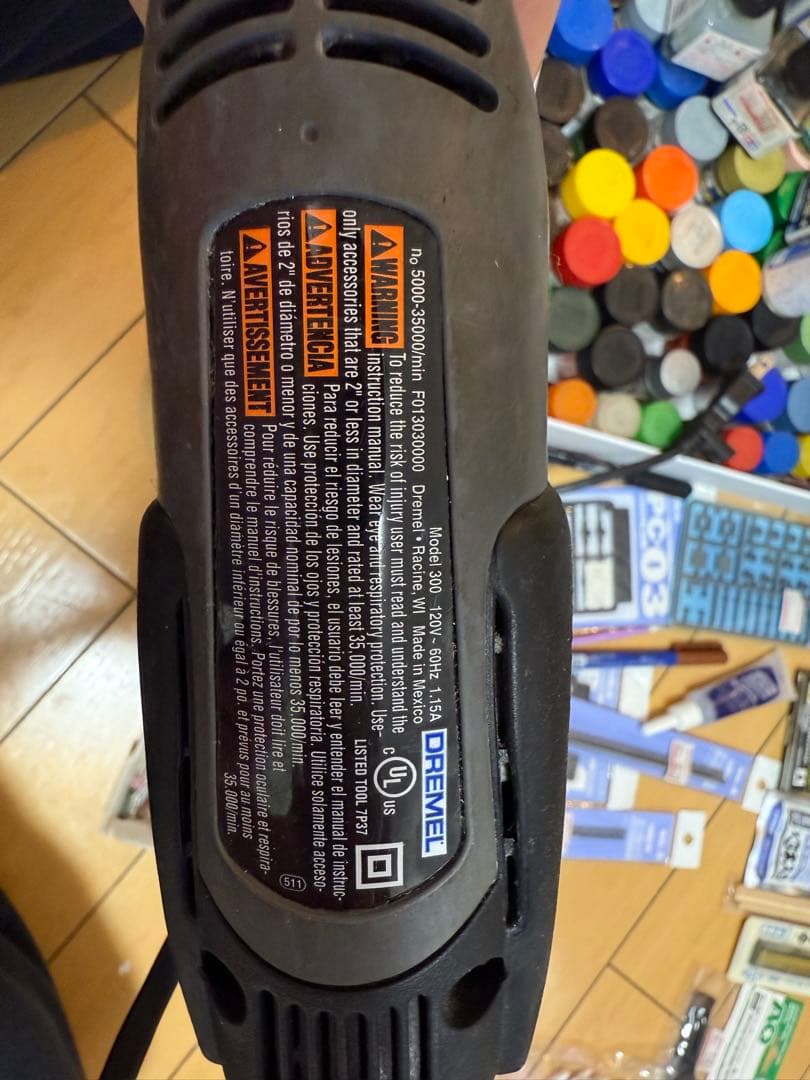 DREMEL
Model 300 120V~ 60Hz 1.15A
no 5000-35000/min F013030000 Dremel • Racine, WI Made in Mexico
WARNING To reduce the risk of injury user must read and understand the
instruction manual. Wear eye and respiratory protection. Use
only accessories that are 2" or less in diameter and rated at least 35,000/min.
C UL US
LISTED TOOL 7P37
ADVERTENCIA Para reducir el riesgo de lesiones, el usuario debe leer y entender el manual de instruc-
ciones. Use protección de los ojos y protección respiratoria. Utilice solamente acceso-
rios de 2" de diámetro o menor y de una capacidad nominal de por lo menos 35,000/min.
AVERTISSEMENT Pour réduire le risque de blessures, l'utilisateur doit lire et
comprendre le manuel d'instructions. Portez une protection oculaire et respira-
toire. N'utiliser que des accessoires d'un diamètre inférieur ou égal à 2 po. et prévus pour au moins
35,000/min.
511
PC03